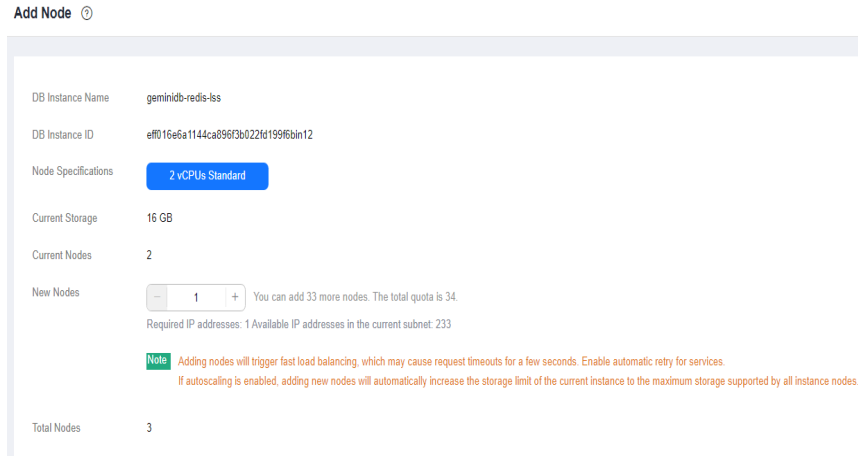 Add Node ?
DB Instance Name geminidb-redis-lss
DB Instance ID eff016e6a1144ca896f3b022fd199f6bin12
Node Specifications 2 vCPUs Standard
Current Storage 16 GB
Current Nodes 2
New Nodes − 1 + You can add 33 more nodes. The total quota is 34.
Required IP addresses: 1 Available IP addresses in the current subnet: 233
Note Adding nodes will trigger fast load balancing, which may cause request timeouts for a few seconds. Enable automatic retry for services.
If autoscaling is enabled, adding new nodes will automatically increase the storage limit of the current instance to the maximum storage supported by all instance nodes.
Total Nodes 3